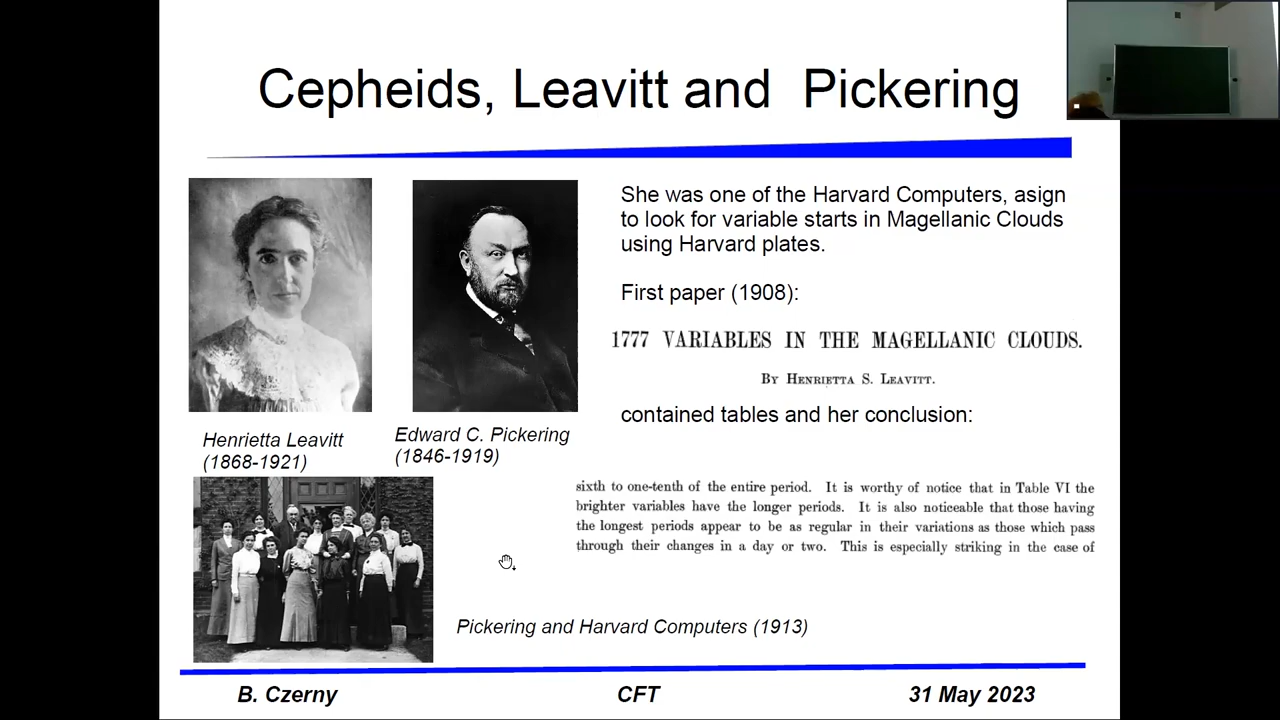 Cepheids, Leavitt and Pickering
She was one of the Harvard Computers, asign
to look for variable starts in Magellanic Clouds
using Harvard plates.
First paper (1908):
1777 VARIABLES IN THE MAGELLANIC CLOUDS.
By Henrietta S. Leavitt.
contained tables and her conclusion:
Henrietta Leavitt
(1868-1921)
Edward C. Pickering
(1846-1919)
sixth to one-tenth of the entire period. It is worthy of notice that in Table VI the
brighter variables have the longer periods. It is also noticeable that those having
the longest periods appear to be as regular in their variations as those which pass
through their changes in a day or two. This is especially striking in the case of
Pickering and Harvard Computers (1913)
B. Czerny
CFT
31 May 2023